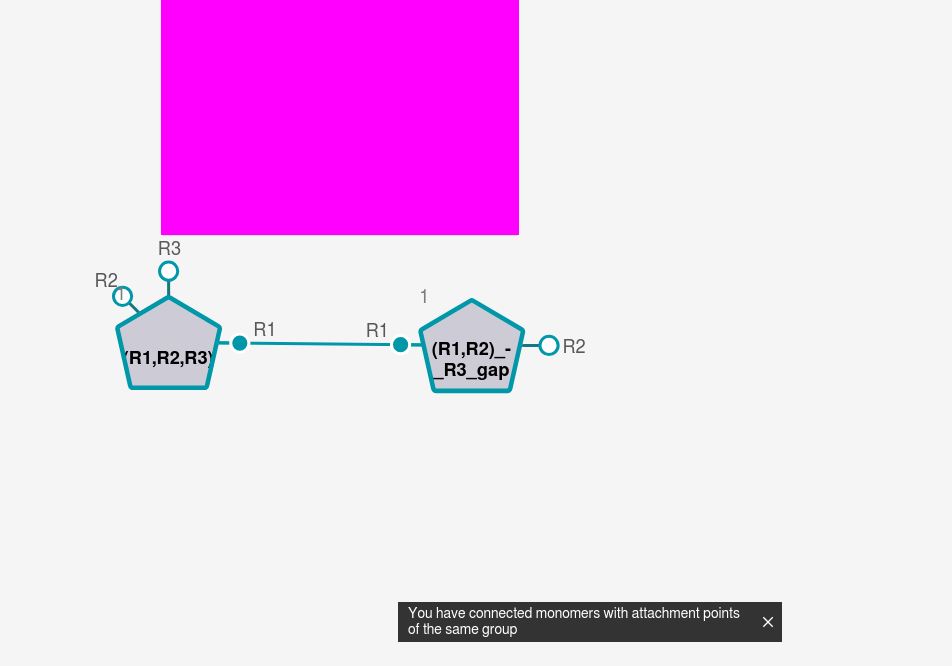 R3
R2
1
1
R1
R1
(R1,R2,R3)
(R1,R2)_-
_R3_gap
R2
You have connected monomers with attachment points
of the same group